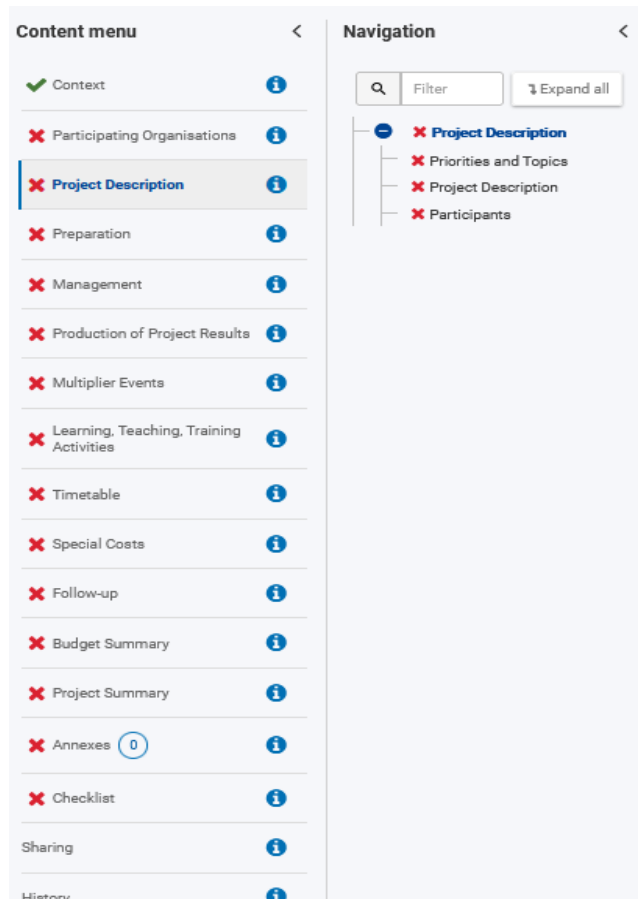 Content menu
Context
Participating Organisations
Project Description
Preparation
Management
Production of Project Results
Multiplier Events
Learning, Teaching, Training
Activities
Timetable
Special Costs
Follow-up
Budget Summary
Project Summary
Annexes 0
Checklist
Sharing
History
Navigation
Filter
Expand all
Project Description
Priorities and Topics
Project Description
Participants